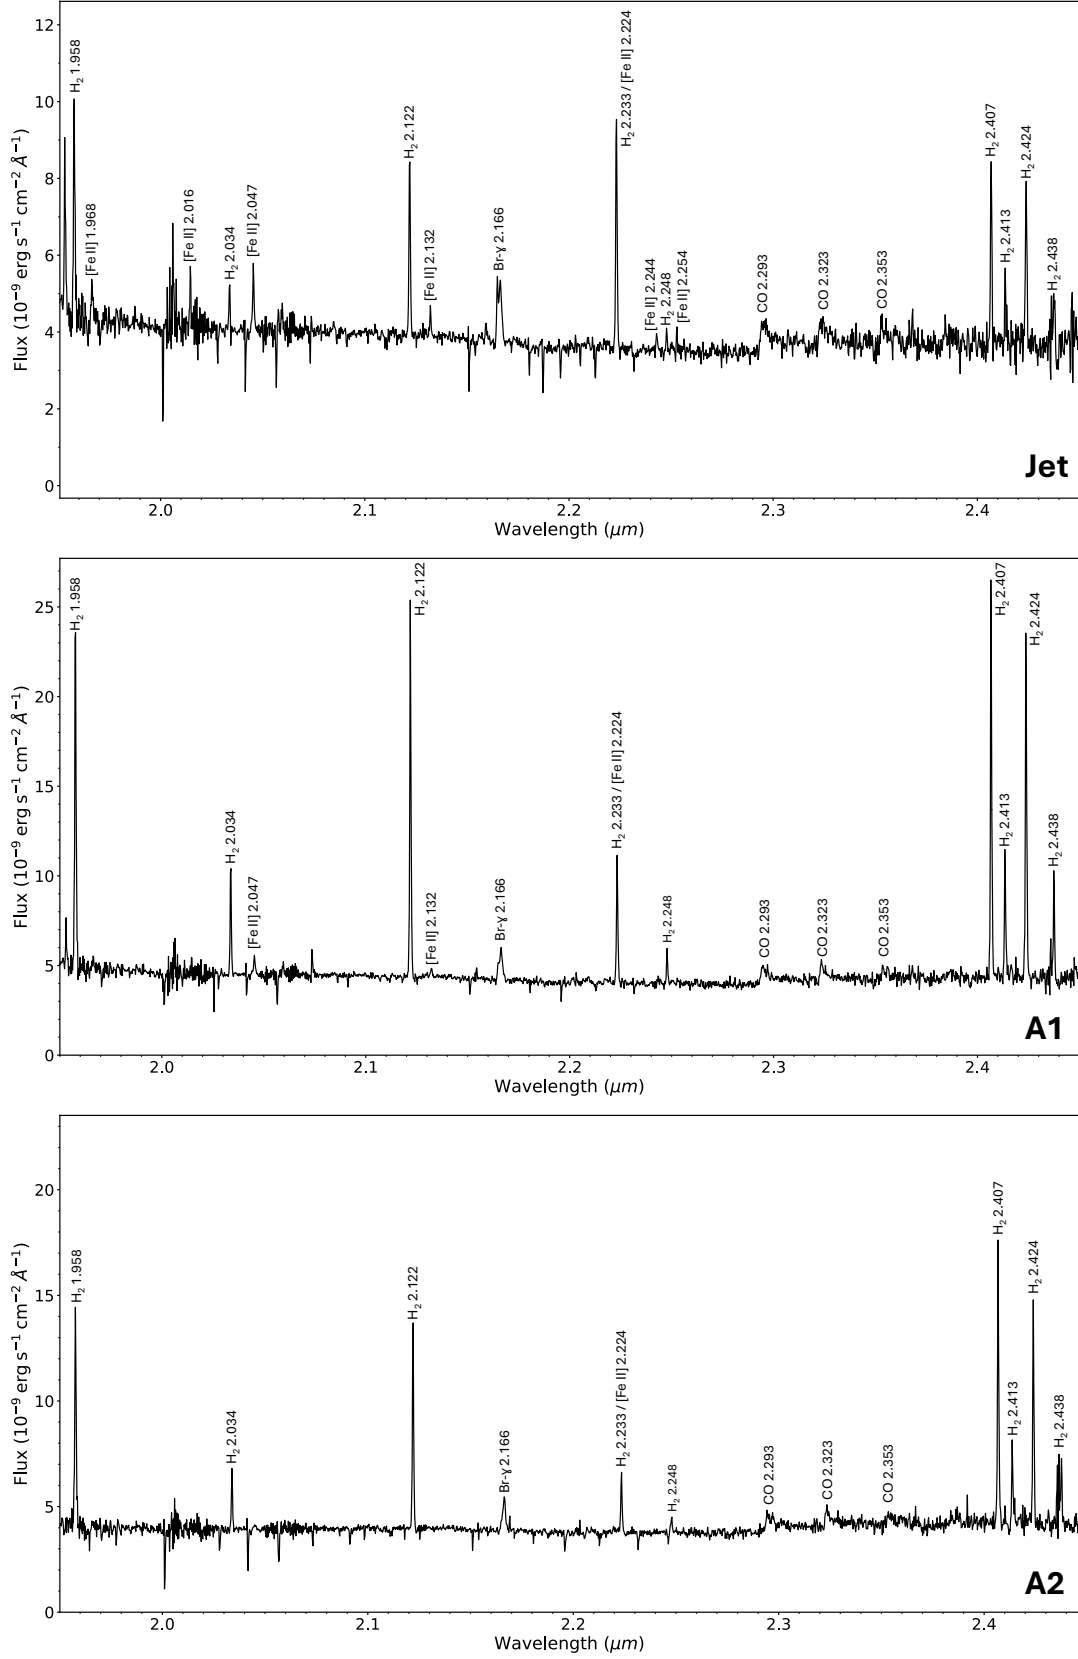 12
10
8
6
4
2
0
Flux (10⁻⁹ erg s⁻¹ cm⁻² Å⁻¹)
H₂ 1.958
[Fe II] 1.968
[Fe II] 2.016
H₂ 2.034
[Fe II] 2.047
H₂ 2.122
[Fe II] 2.132
Br-γ 2.166
H₂ 2.233 / [Fe II] 2.224
[Fe II] 2.244
H₂ 2.248
[Fe II] 2.254
CO 2.293
CO 2.323
CO 2.353
H₂ 2.407
H₂ 2.413
H₂ 2.424
H₂ 2.438
Jet
2.0 2.1 2.2 2.3 2.4
Wavelength (μm)
25
20
15
10
5
0
Flux (10⁻⁹ erg s⁻¹ cm⁻² Å⁻¹)
H₂ 1.958
H₂ 2.034
[Fe II] 2.047
H₂ 2.122
[Fe II] 2.132
Br-γ 2.166
H₂ 2.233 / [Fe II] 2.224
H₂ 2.248
CO 2.293
CO 2.323
CO 2.353
H₂ 2.407
H₂ 2.413
H₂ 2.424
H₂ 2.438
A1
2.0 2.1 2.2 2.3 2.4
Wavelength (μm)
20
15
10
5
0
Flux (10⁻⁹ erg s⁻¹ cm⁻² Å⁻¹)
H₂ 1.958
H₂ 2.034
H₂ 2.122
Br-γ 2.166
H₂ 2.233 / [Fe II] 2.224
H₂ 2.248
CO 2.293
CO 2.323
CO 2.353
H₂ 2.407
H₂ 2.413
H₂ 2.424
H₂ 2.438
A2
2.0 2.1 2.2 2.3 2.4
Wavelength (μm)